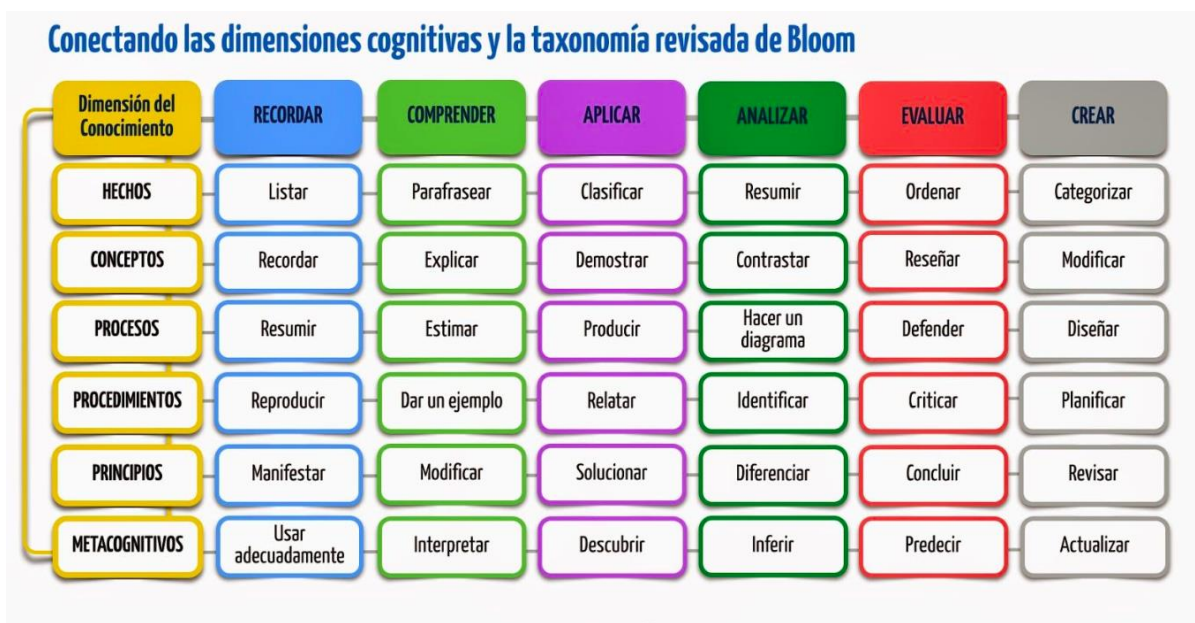 Conectando las dimensiones cognitivas y la taxonomía revisada de Bloom
Dimensión del
Conocimiento
RECORDAR
COMPRENDER
APLICAR
ANALIZAR
EVALUAR
CREAR
HECHOS
Listar
Parafrasear
Clasificar
Resumir
Ordenar
Categorizar
CONCEPTOS
Recordar
Explicar
Demostrar
Contrastar
Reseñar
Modificar
PROCESOS
Resumir
Estimar
Producir
Hacer un
diagrama
Defender
Diseñar
PROCEDIMIENTOS
Reproducir
Dar un ejemplo
Relatar
Identificar
Criticar
Planificar
PRINCIPIOS
Manifestar
Modificar
Solucionar
Diferenciar
Concluir
Revisar
METACOGNITIVOS
Usar
adecuadamente
Interpretar
Descubrir
Inferir
Predecir
Actualizar